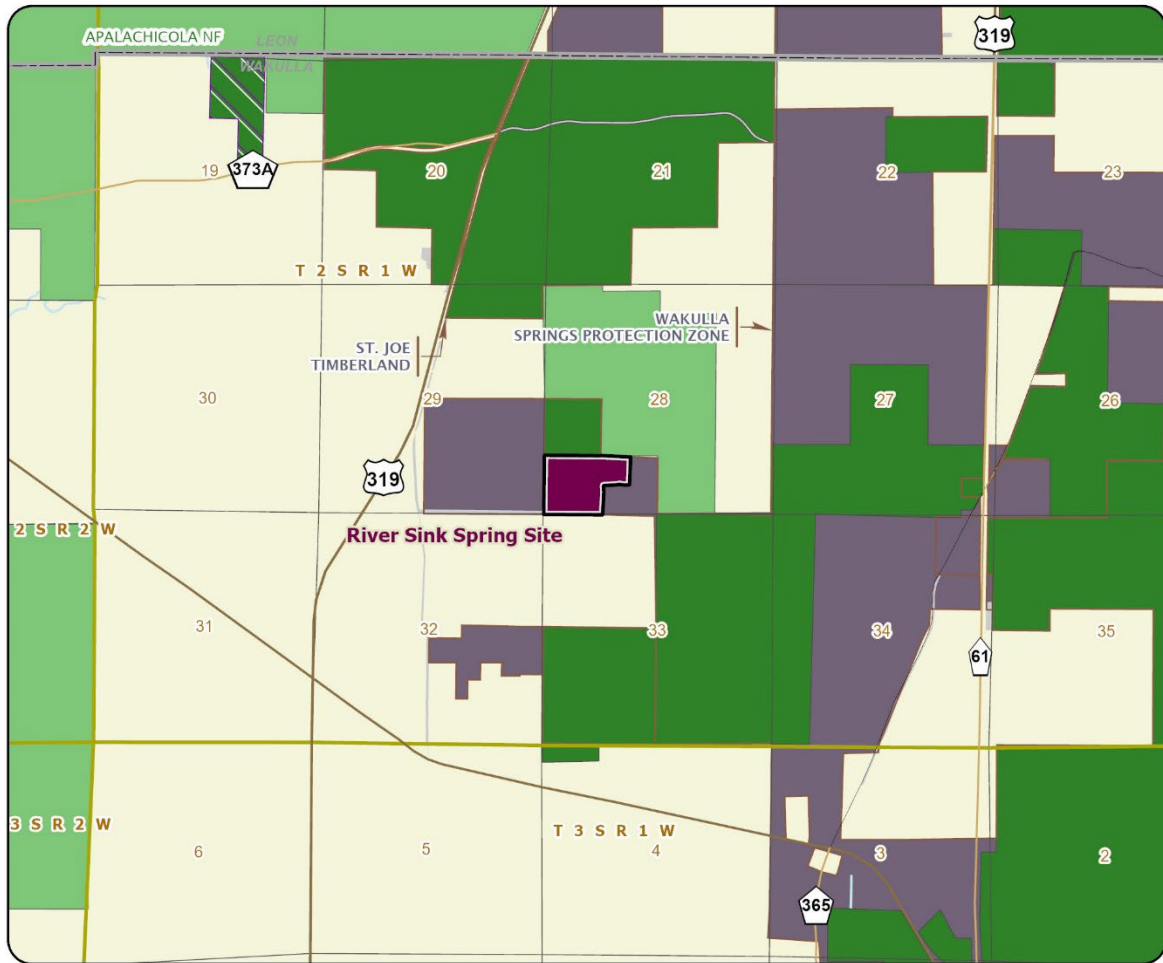 319
APALACHICOLA NF
LEON
WAKULLA
19
373A
20
21
22
23
T 2 S R 1 W
WAKULLA
SPRINGS PROTECTION ZONE
ST. JOE
TIMBERLAND
30
29
28
27
26
319
River Sink Spring Site
2 S R 2 W
31
32
33
34
35
61
3 S R 2 W
T 3 S R 1 W
6
5
4
3
2
365